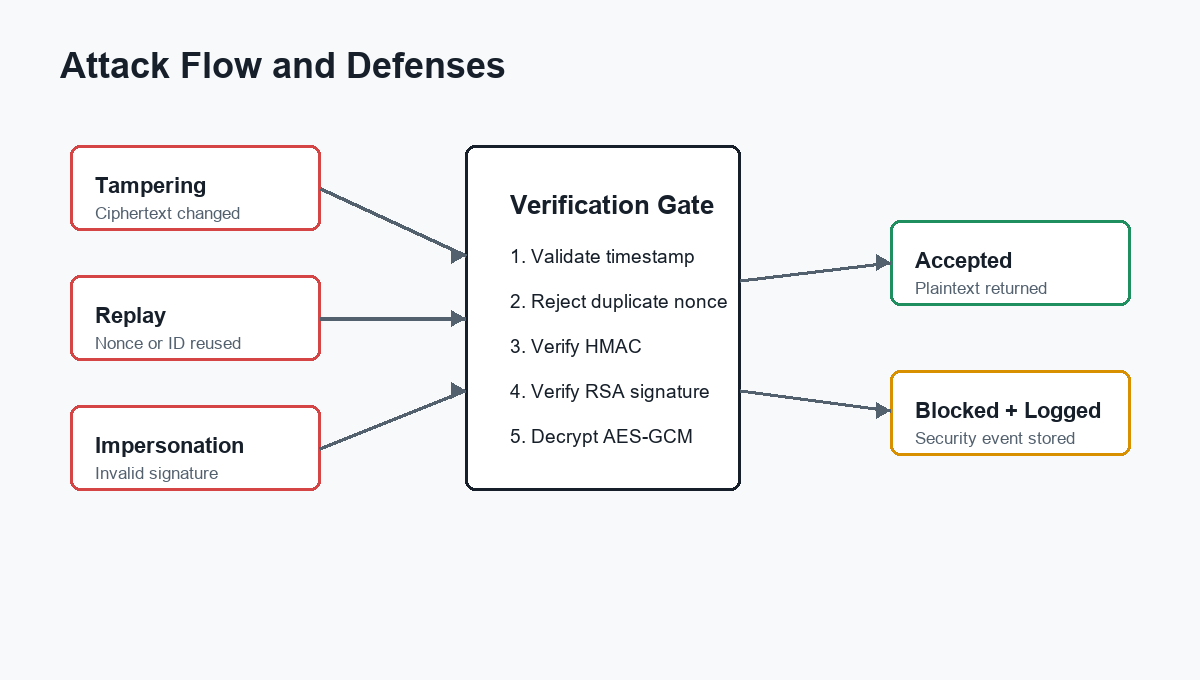 Attack Flow and Defenses
Tampering
Ciphertext changed
Replay
Nonce or ID reused
Impersonation
Invalid signature
Verification Gate
1. Validate timestamp
2. Reject duplicate nonce
3. Verify HMAC
4. Verify RSA signature
5. Decrypt AES-GCM
Accepted
Plaintext returned
Blocked + Logged
Security event stored